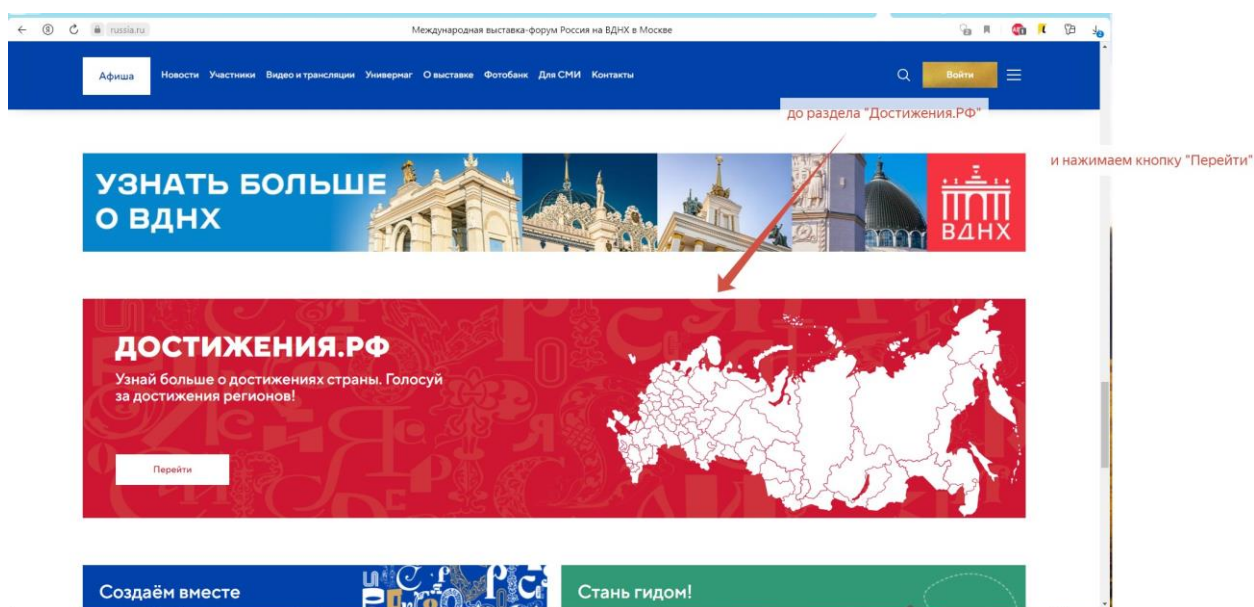 russia.ru
Международная выставка-форум Россия на ВДНХ в Москве
Афиша Новости Участники Видео и трансляции Универмаг О выставке Фотобанк Для СМИ Контакты Войти
до раздела "Достижения.РФ"
и нажимаем кнопку "Перейти"
УЗНАТЬ БОЛЬШЕ
О ВДНХ
ВДНХ
ДОСТИЖЕНИЯ.РФ
Узнай больше о достижениях страны. Голосуй
за достижения регионов!
Перейти
Создаём вместе
Стань гидом!